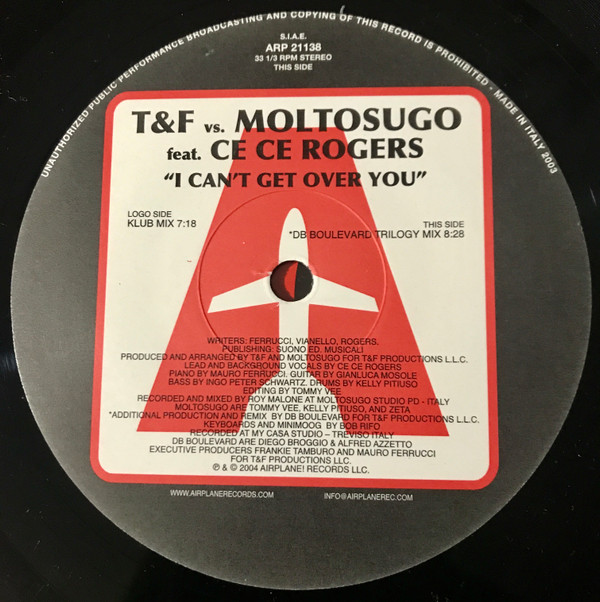 UNAUTHORIZED PUBLIC PERFORMANCE BROADCASTING AND COPYING OF THIS RECORD IS PROHIBITED - MADE IN ITALY 2003
S.I.A.E.
ARP 21138
33 1/3 RPM STEREO
THIS SIDE
T&F vs. MOLTOSUGO
feat. CE CE ROGERS
"I CAN'T GET OVER YOU"
LOGO SIDE
KLUB MIX 7:18
THIS SIDE
*DB BOULEVARD TRILOGY MIX 8:28
WRITERS: FERRUCCI, VIANELLO, ROGERS.
PUBLISHING: SUONO ED. MUSICALI
PRODUCED AND ARRANGED BY T&F AND MOLTOSUGO FOR T&F PRODUCTIONS L.L.C.
LEAD AND BACKGROUND VOCALS BY CE CE ROGERS
PIANO BY MAURO FERRUCCI. GUITAR BY GIANLUCA MOSOLE
BASS BY INGO PETER SCHWARTZ. DRUMS BY KELLY PITIUSO
EDITING BY TOMMY VEE
RECORDED AND MIXED BY ROY MALONE AT MOLTOSUGO STUDIO PD - ITALY
MOLTOSUGO ARE TOMMY VEE, KELLY PITIUSO, AND ZETA
*ADDITIONAL PRODUCTION AND REMIX BY DB BOULEVARD FOR T&F PRODUCTIONS L.L.C.
KEYBOARDS AND MINIMOOG BY BOB RIFO
RECORDED AT MY CASA STUDIO – TREVISO ITALY
DB BOULEVARD ARE DIEGO BROGGIO & ALFRED AZZETTO
EXECUTIVE PRODUCERS FRANKIE TAMBURO AND MAURO FERRUCCI
FOR T&F PRODUCTIONS LLC.
℗ & © 2004 AIRPLANE! RECORDS LLC.
WWW.AIRPLANERECORDS.COM
INFO@AIRPLANEREC.COM